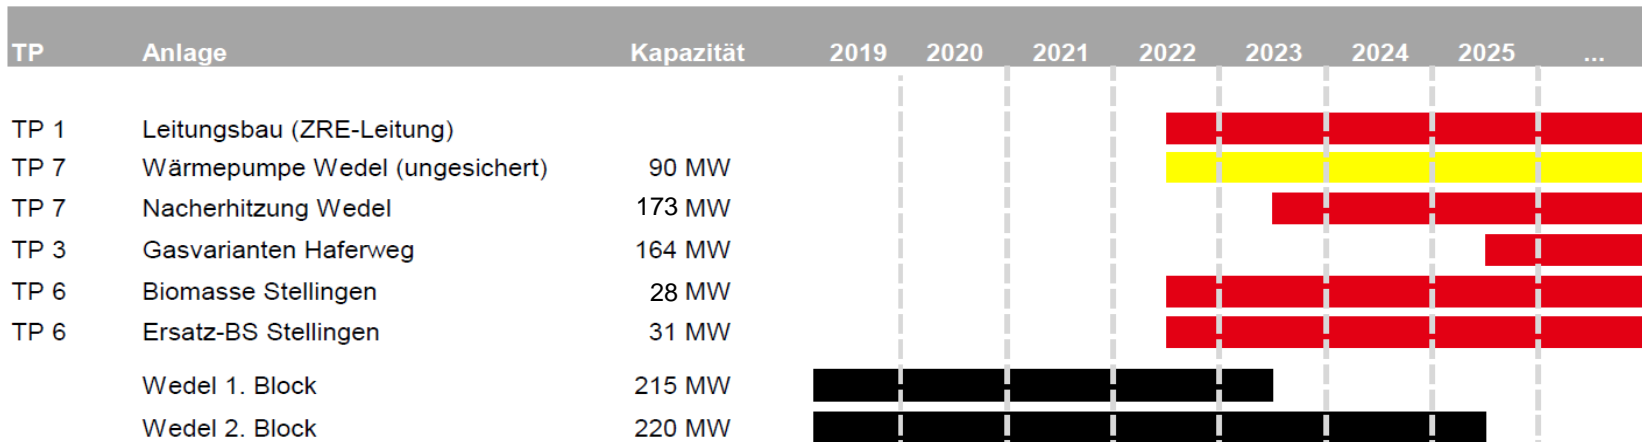 TP Anlage Kapazität 2019 2020 2021 2022 2023 2024 2025 ...
TP 1 Leitungsbau (ZRE-Leitung)
TP 7 Wärmepumpe Wedel (ungesichert) 90 MW
TP 7 Nacherhitzung Wedel 173 MW
TP 3 Gasvarianten Haferweg 164 MW
TP 6 Biomasse Stellingen 28 MW
TP 6 Ersatz-BS Stellingen 31 MW
Wedel 1. Block 215 MW
Wedel 2. Block 220 MW